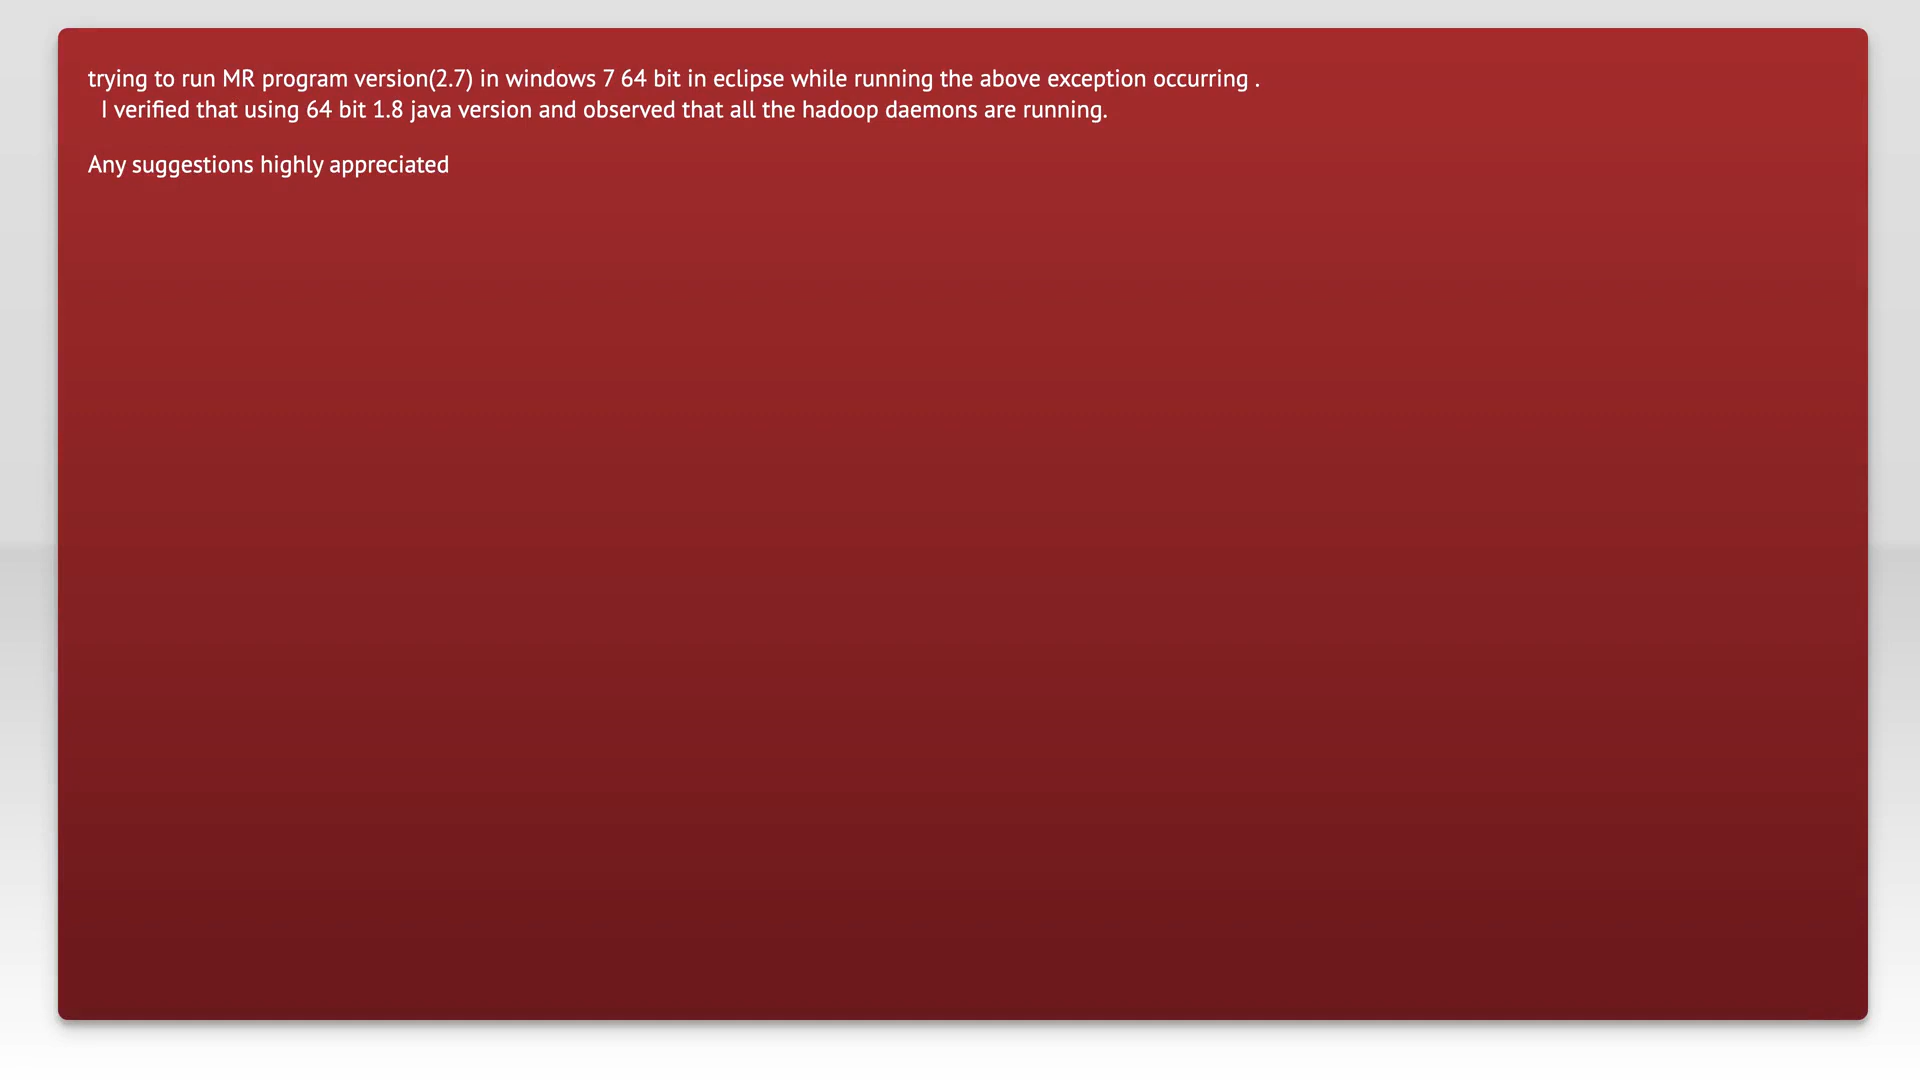 trying to run MR program version(2.7) in windows 7 64 bit in eclipse while running the above exception occurring .
I verified that using 64 bit 1.8 java version and observed that all the hadoop daemons are running.
Any suggestions highly appreciated